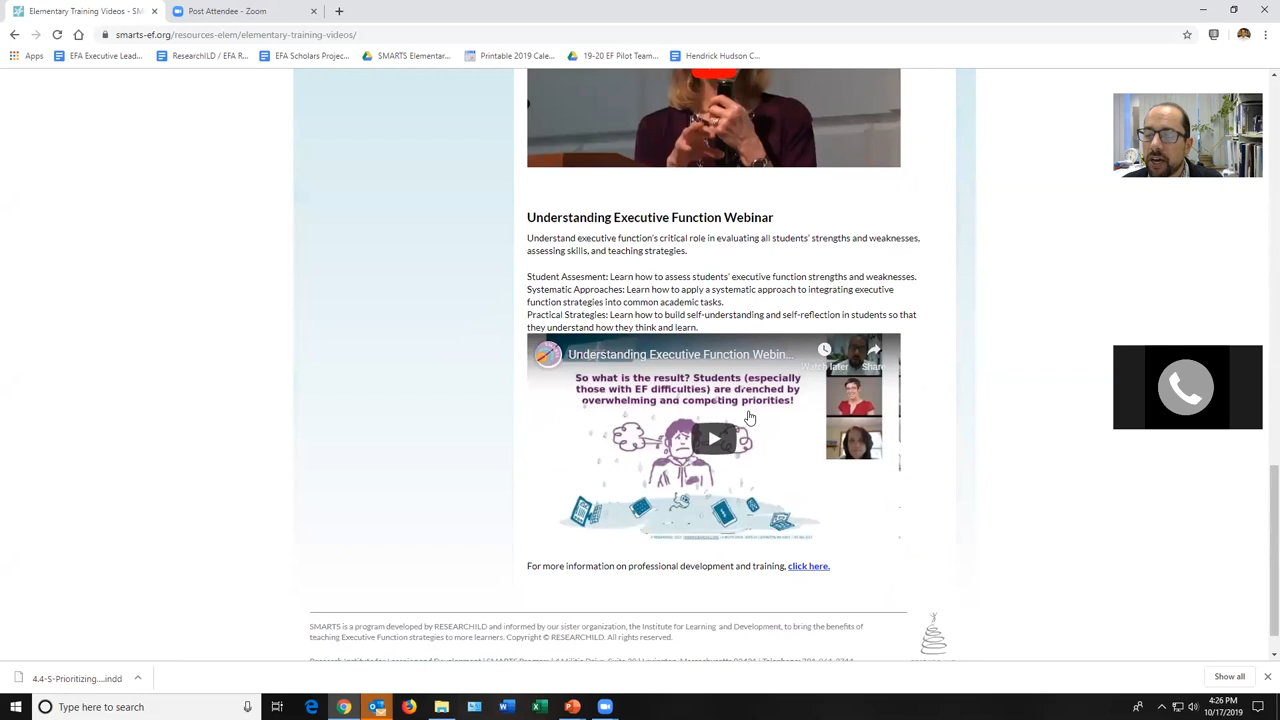 Elementary Training Videos - SM
Post Attendee - Zoom
smarts-ef.org/resources-elem/elementary-training-videos/
Apps
EFA Executive Lead...
ResearchILD / EFA R...
EFA Scholars Projec...
SMARTS Elementar...
Printable 2019 Cale...
19-20 EF Pilot Team...
Hendrick Hudson C...
Understanding Executive Function Webinar
Understand executive function's critical role in evaluating all students' strengths and weaknesses,
assessing skills, and teaching strategies.
Student Assesment: Learn how to assess students' executive function strengths and weaknesses.
Systematic Approaches: Learn how to apply a systematic approach to integrating executive
function strategies into common academic tasks.
Practical Strategies: Learn how to build self-understanding and self-reflection in students so that
they understand how they think and learn.
Understanding Executive Function Webin...
Watch later
Share
So what is the result? Students (especially
those with EF difficulties) are drenched by
overwhelming and competing priorities!
For more information on professional development and training, click here.
SMARTS is a program developed by RESEARCHILD and informed by our sister organization, the Institute for Learning and Development, to bring the benefits of
teaching Executive Function strategies to more learners. Copyright © RESEARCHILD. All rights reserved.
4.4-S-Prioritizing....indd
Show all
Type here to search
4:26 PM
10/17/2019